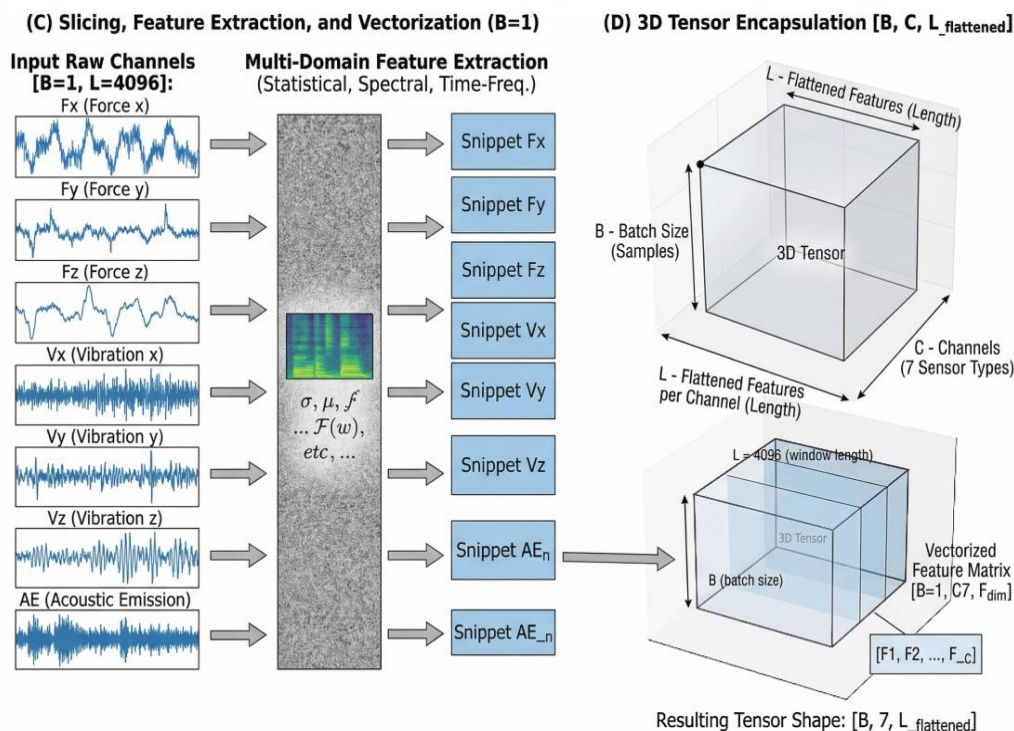 (C) Slicing, Feature Extraction, and Vectorization (B=1)
Input Raw Channels
[B=1, L=4096]:
Fx (Force x)
Fy (Force y)
Fz (Force z)
Vx (Vibration x)
Vy (Vibration y)
Vz (Vibration z)
AE (Acoustic Emission)
Multi-Domain Feature Extraction
(Statistical, Spectral, Time-Freq.)
σ, μ, f
... F(w),
etc, ...
Snippet Fx
Snippet Fy
Snippet Fz
Snippet Vx
Snippet Vy
Snippet Vz
Snippet AE_n
Snippet AE_n
(D) 3D Tensor Encapsulation [B, C, L_flattened]
L - Flattened Features (Length)
B - Batch Size
(Samples)
3D Tensor
C - Channels
(7 Sensor Types)
L - Flattened Features
per Channel (Length)
L = 4096 (window length)
3D Tensor
B (batch size)
Vectorized
Feature Matrix
[B=1, C7, F_dim]
[F1, F2, ..., F_c]
Resulting Tensor Shape: [B, 7, L_flattened]